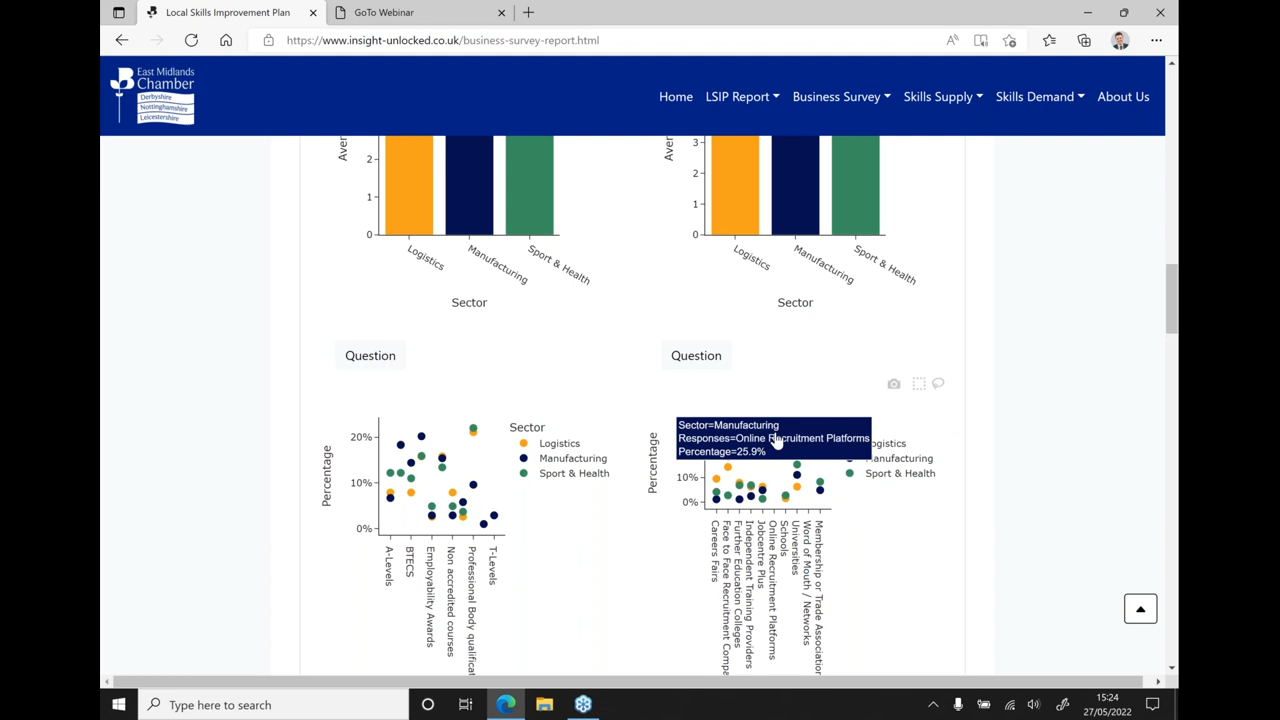 Local Skills Improvement Plan
GoTo Webinar
https://www.insight-unlocked.co.uk/business-survey-report.html
East Midlands
Chamber
Derbyshire
Nottinghamshire
Leicestershire
Home
LSIP Report
Business Survey
Skills Supply
Skills Demand
About Us
Aver
2
1
0
Logistics
Manufacturing
Sport & Health
Sector
Aver
3
2
1
0
Logistics
Manufacturing
Sport & Health
Sector
Question
Question
Percentage
20%
10%
0%
A-Levels
BTECS
Employability Awards
Non accredited courses
Professional Body qualificat
T-Levels
Sector
Logistics
Manufacturing
Sport & Health
Percentage
Sector=Manufacturing
Responses=Online Recruitment Platforms
Percentage=25.9%
10%
0%
ogistics
Manufacturing
Sport & Health
Careers Fairs
Face to Face Recruitment Compa
Further Education Colleges
Independent Training Providers
Jobcentre Plus
Online Recruitment Platforms
Schools
Universities
Word of Mouth / Networks
Membership or Trade Association
Type here to search
15:24
27/05/2022